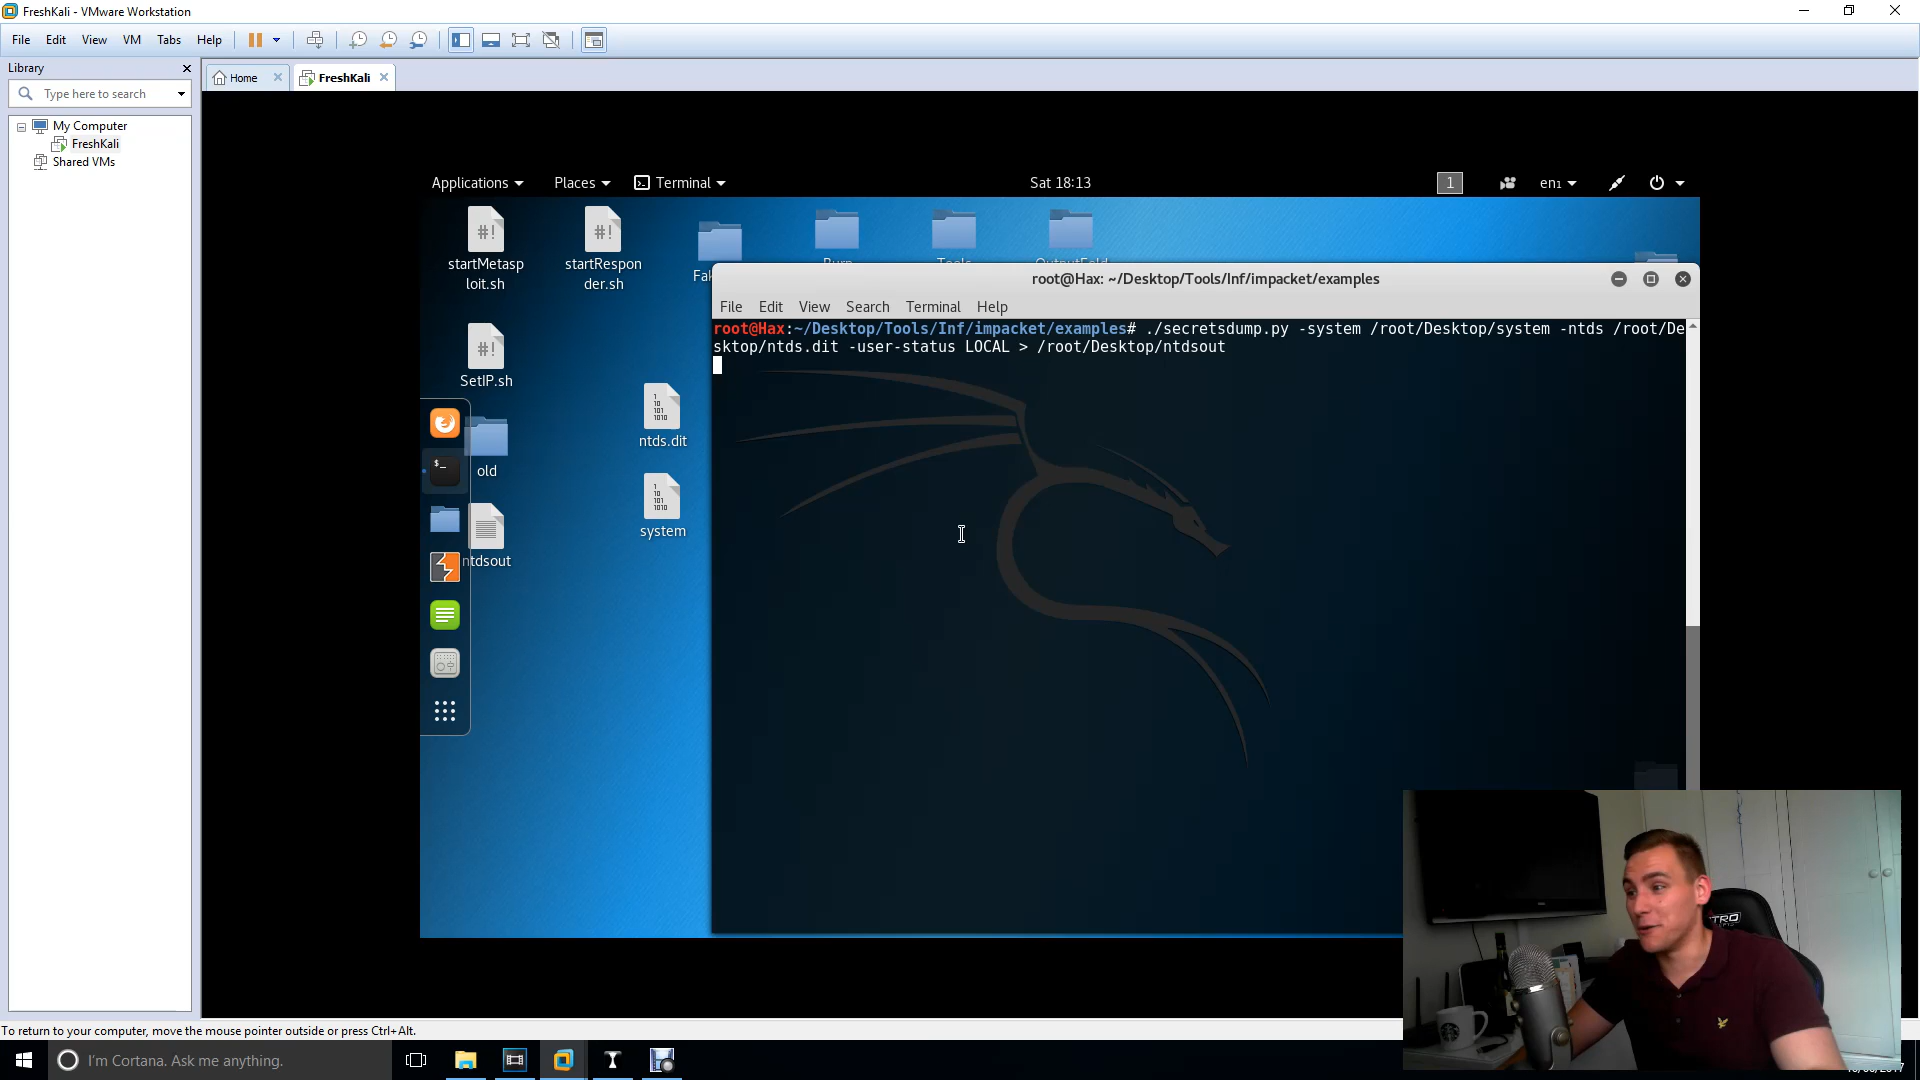 FreshKali - VMware Workstation
File Edit View VM Tabs Help
Library
Home
FreshKali
Type here to search
My Computer
FreshKali
Shared VMs
Applications Places Terminal Sat 18:13 1 en1
startMetasp
loit.sh
startRespon
der.sh
Tools
SetIP.sh
old
ntdsout
ntds.dit
system
root@Hax: ~/Desktop/Tools/Inf/impacket/examples
File Edit View Search Terminal Help
root@Hax:~/Desktop/Tools/Inf/impacket/examples# ./secretsdump.py -system /root/Desktop/system -ntds /root/De
sktop/ntds.dit -user-status LOCAL > /root/Desktop/ntdsout
To return to your computer, move the mouse pointer outside or press Ctrl+Alt.
I'm Cortana. Ask me anything.